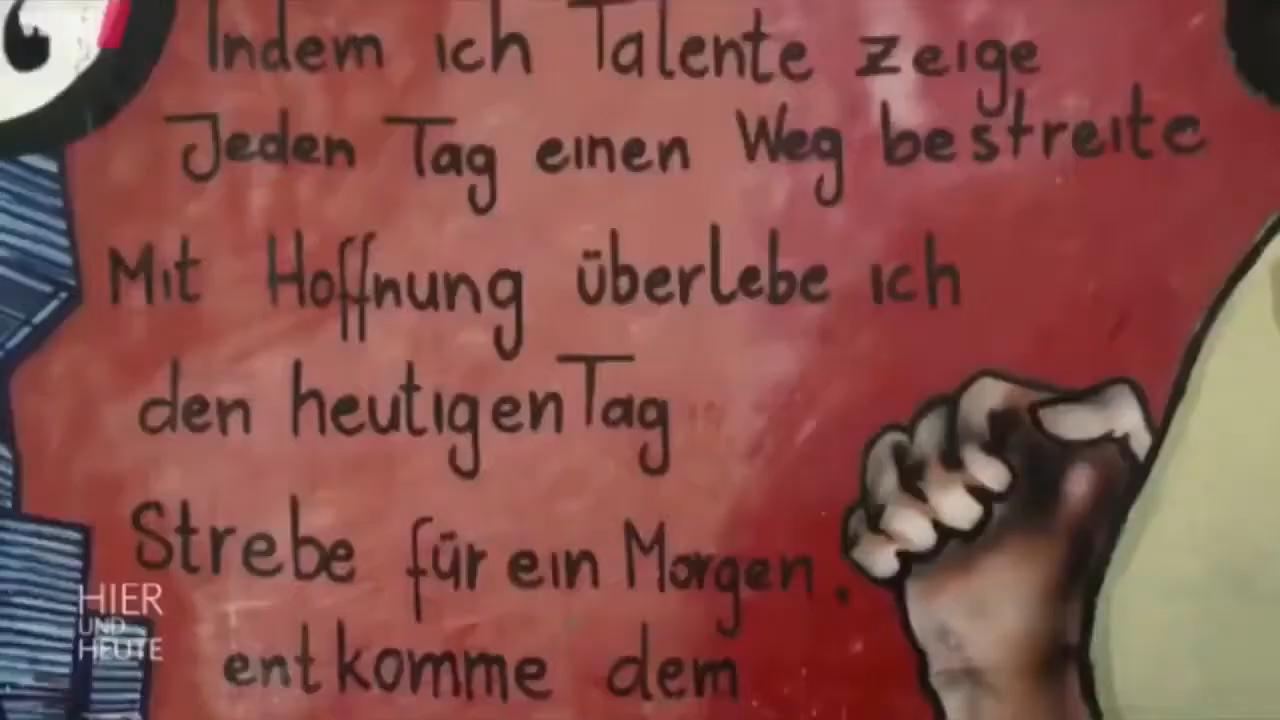 Indem ich Talente zeige
Jeden Tag einen Weg bestreite
Mit Hoffnung überlebe ich
den heutigen Tag
Strebe für ein Morgen.
entkomme dem
HIER
UND
HEUTE